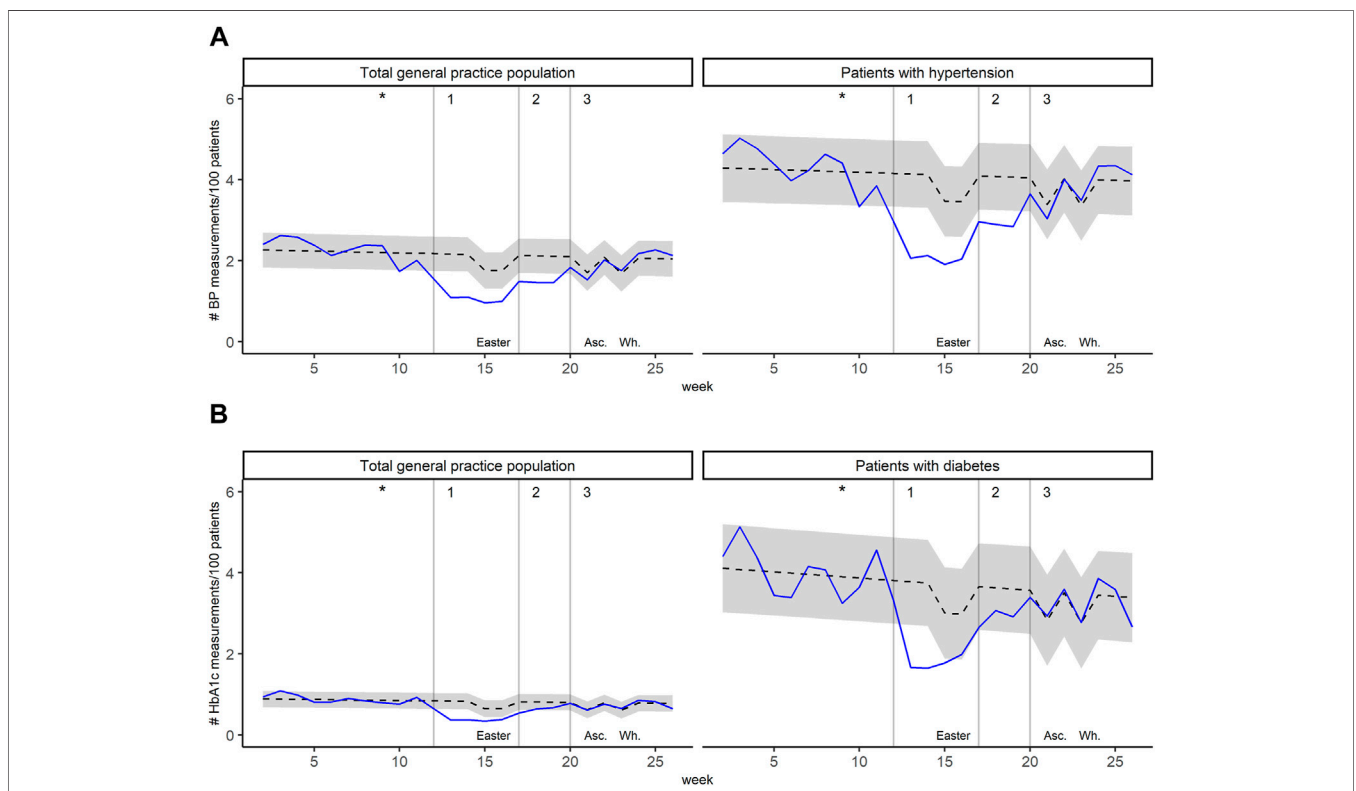 A
Total general practice population
Patients with hypertension
# BP measurements/100 patients
6
4
2
0
* 1 2 3
* 1 2 3
Easter Asc. Wh.
Easter Asc. Wh.
5 10 15 20 25
5 10 15 20 25
week
week
B
Total general practice population
Patients with diabetes
# HbA1c measurements/100 patients
6
4
2
0
* 1 2 3
* 1 2 3
Easter Asc. Wh.
Easter Asc. Wh.
5 10 15 20 25
5 10 15 20 25
week
week